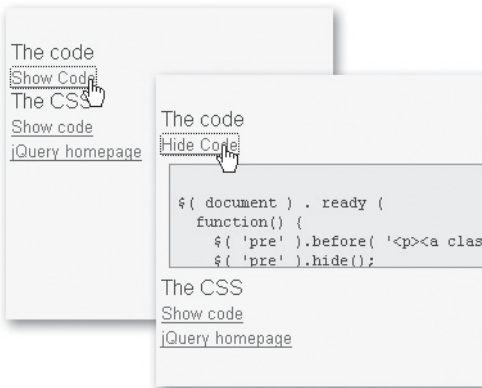 The code
Show Code
The CSS
Show code
jQuery homepage
The code
Hide Code
$( document ) . ready (
function() {
$( 'pre' ).before( '<p><a clas
$( 'pre' ).hide();
The CSS
Show code
jQuery homepage